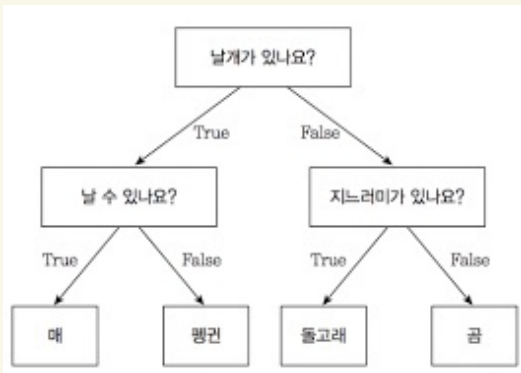 날개가 있나요?
True False
날 수 있나요? 지느러미가 있나요?
True False True False
매 펭귄 돌고래 곰